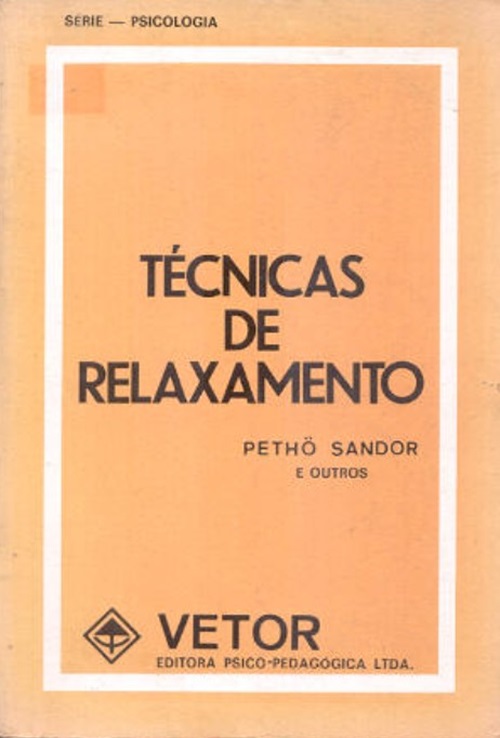 SÉRIE — PSICOLOGIA
TÉCNICAS
DE
RELAXAMENTO
PETHÖ SANDOR
E OUTROS
VETOR
EDITORA PSICO-PEDAGÓGICA LTDA.